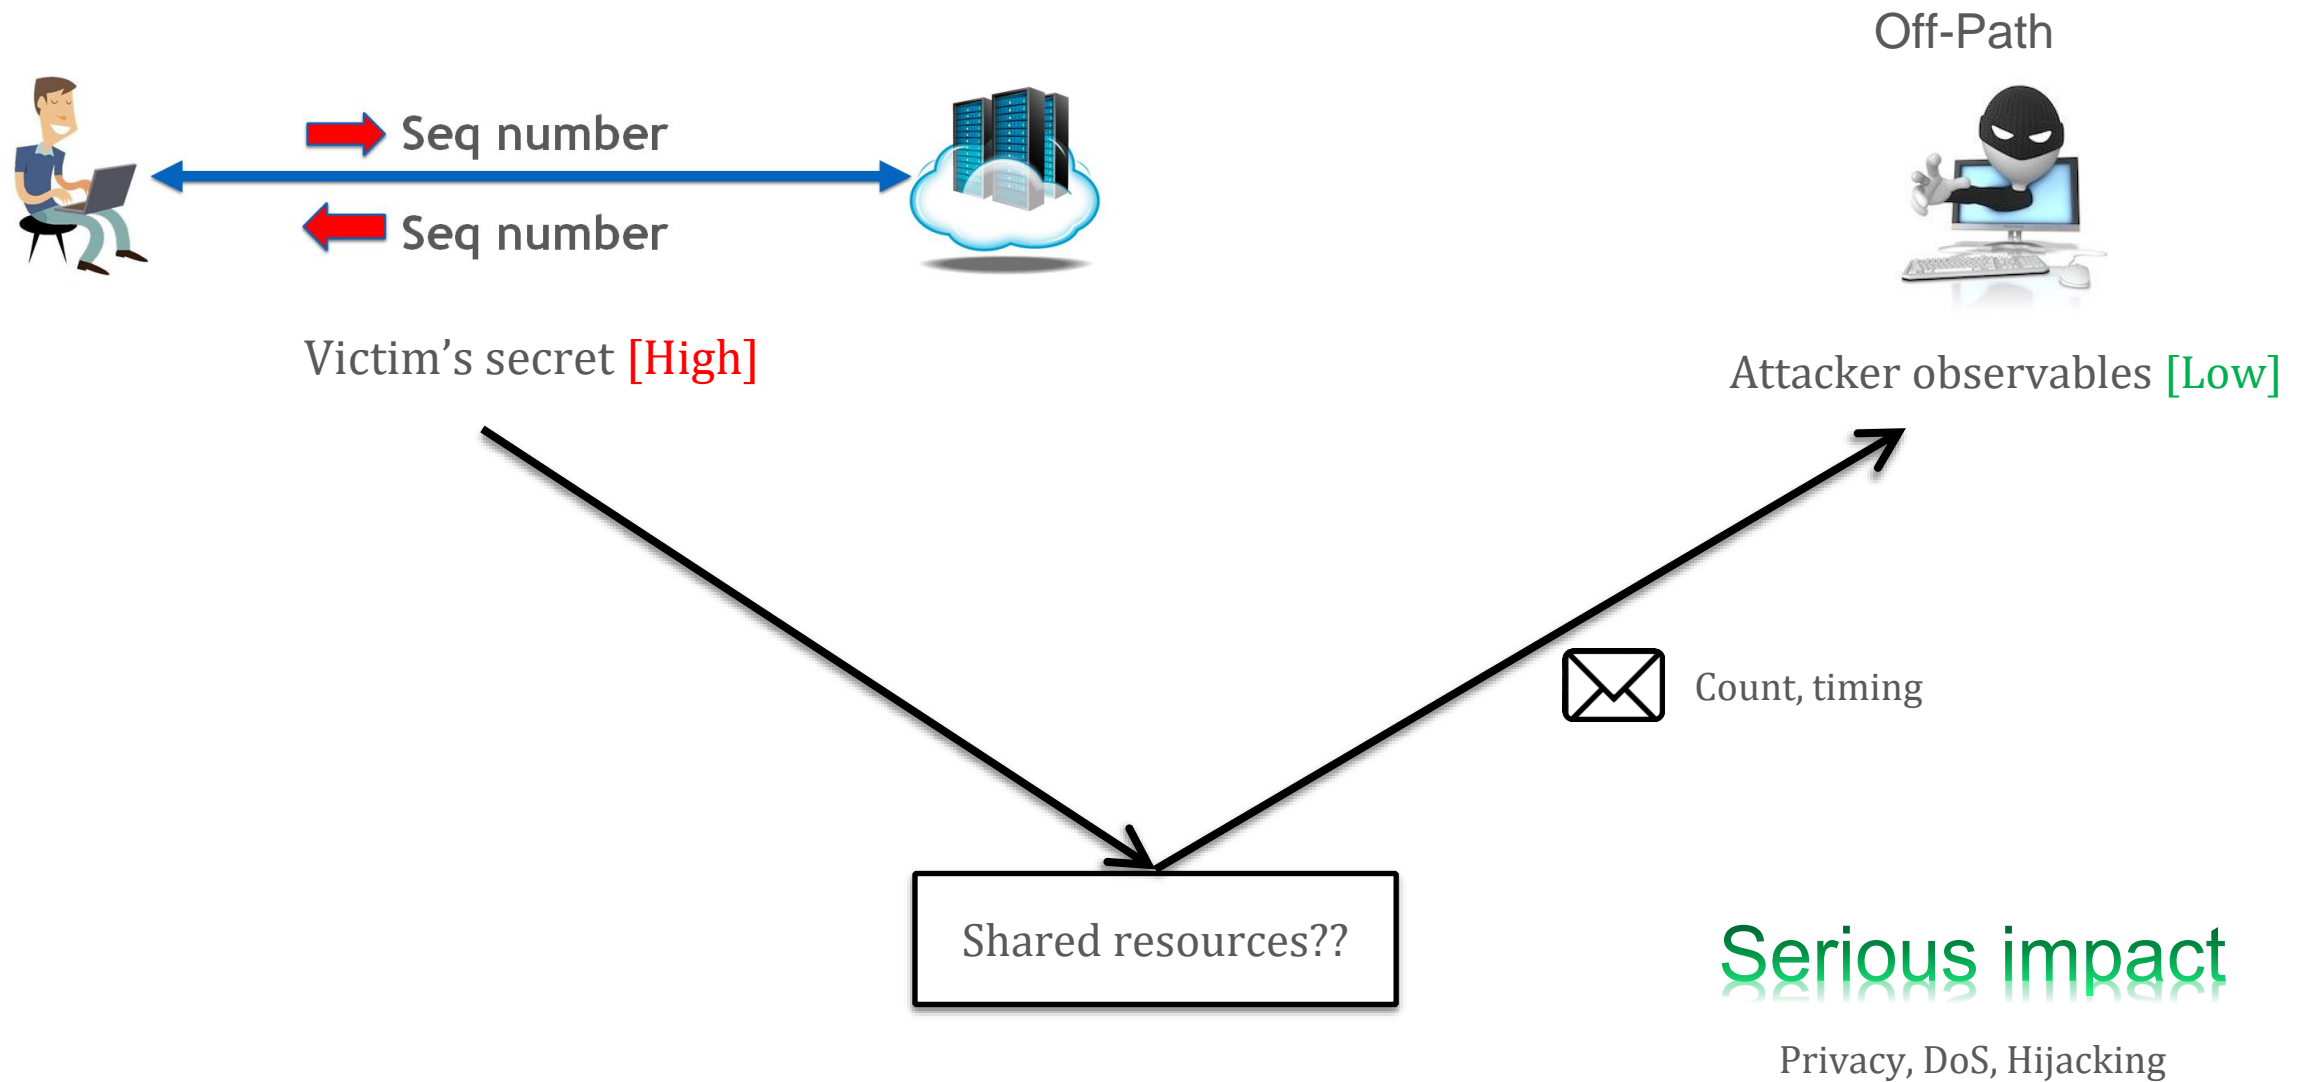 Off-Path
Seq number
Seq number
Victim’s secret [High]
Attacker observables [Low]
Count, timing
Shared resources??
Serious impact
Privacy, DoS, Hijacking